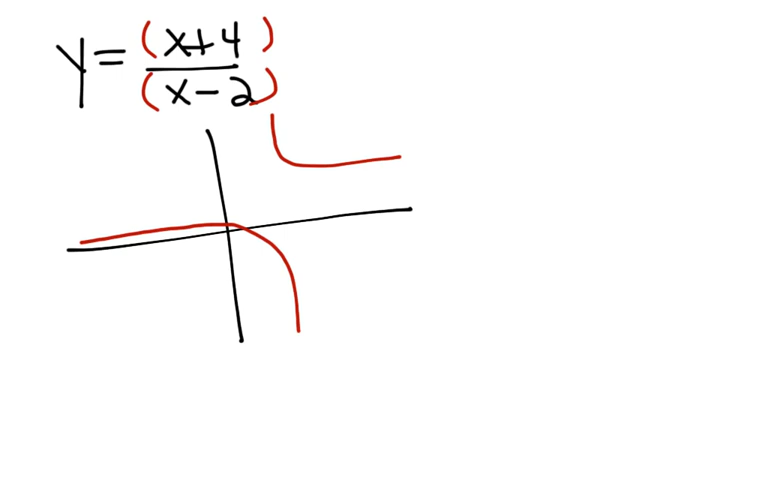 y = (x+4)
(x-2)